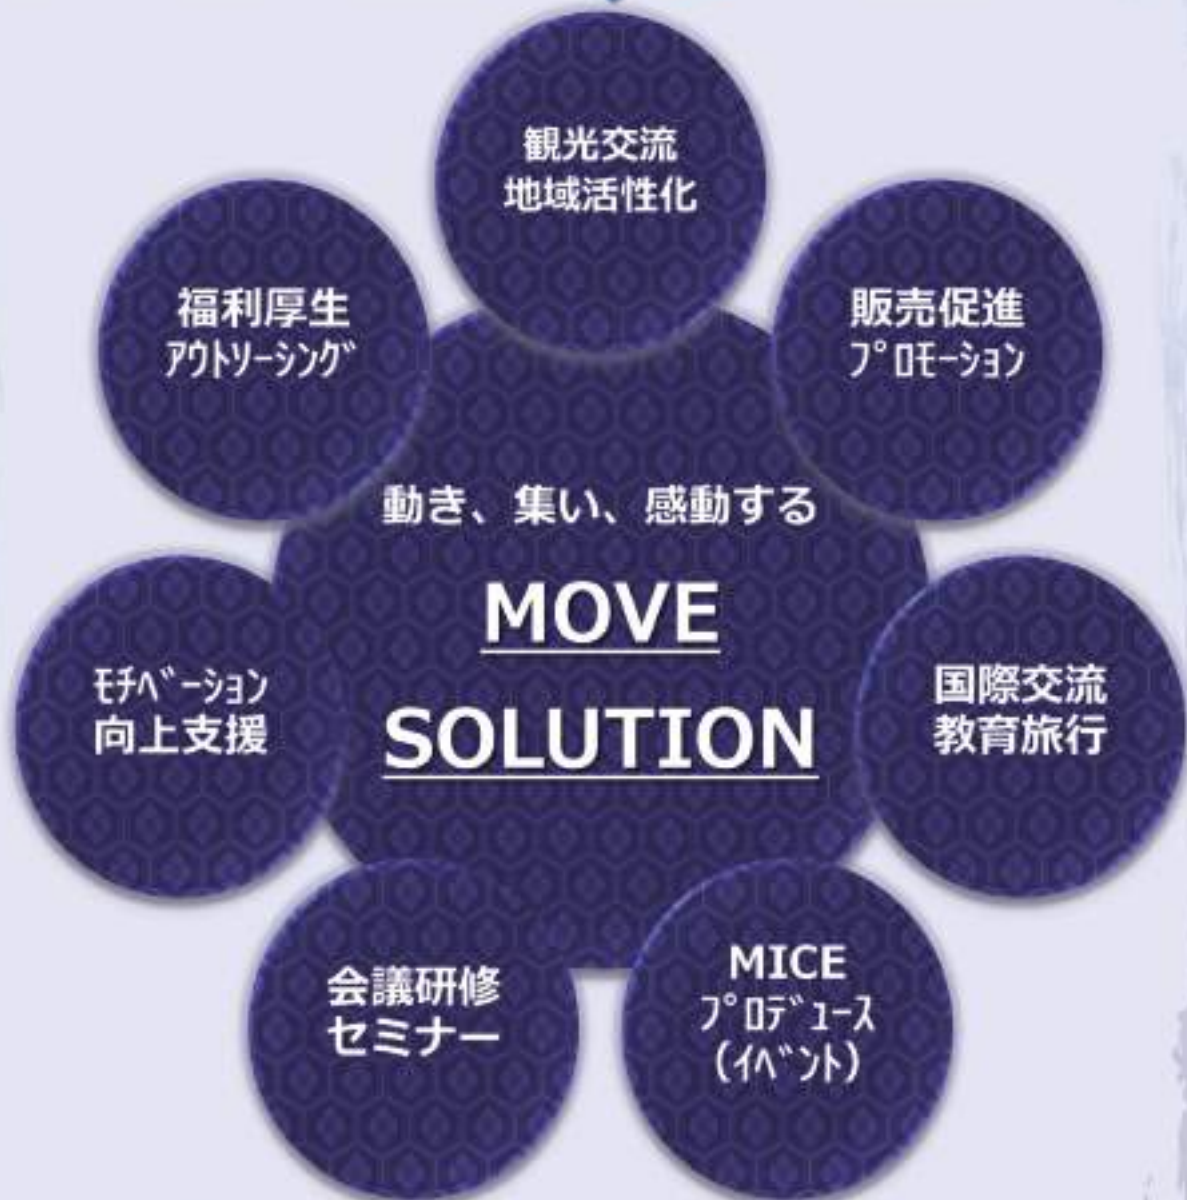 観光交流
地域活性化
福利厚生
ｱｳﾄｿｰｼﾝｸﾞ
販売促進
ﾌﾟﾛﾓｰｼｮﾝ
動き、集い、感動する
MOVE
SOLUTION
ﾓﾁﾍﾞｰｼｮﾝ
向上支援
国際交流
教育旅行
会議研修
セミナー
MICE
ﾌﾟﾛﾃﾞｭｰｽ
(ｲﾍﾞﾝﾄ)